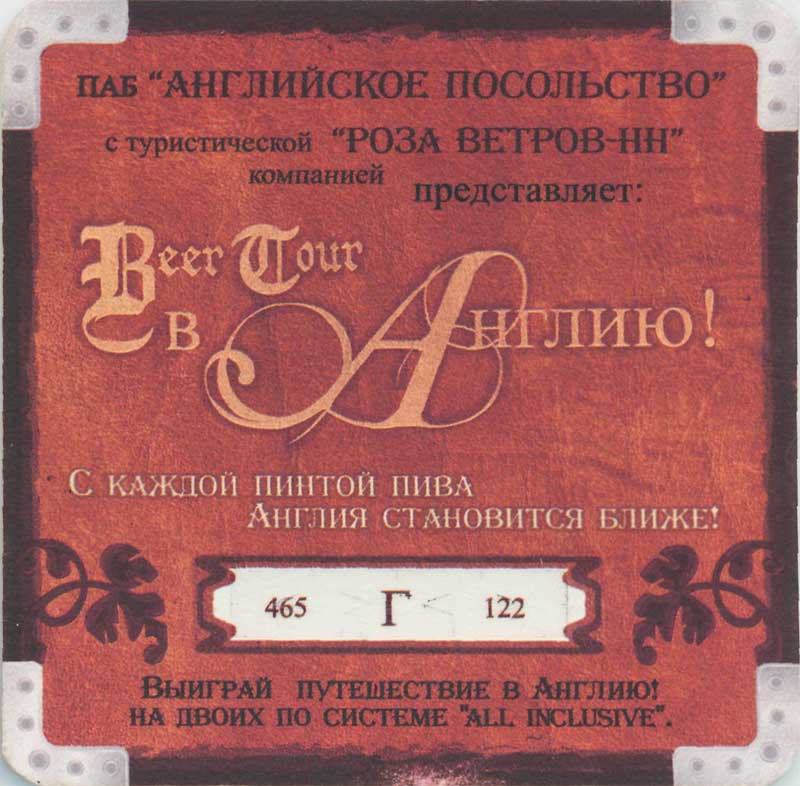 ПАБ "АНГЛИЙСКОЕ ПОСОЛЬСТВО"
с туристической компанией "РОЗА ВЕТРОВ-НН"
представляет:
Beer Tour
в Англию!
С КАЖДОЙ ПИНТОЙ ПИВА
АНГЛИЯ СТАНОВИТСЯ БЛИЖЕ!
465 Г 122
ВЫИГРАЙ ПУТЕШЕСТВИЕ В АНГЛИЮ!
НА ДВОИХ ПО СИСТЕМЕ "ALL INCLUSIVE".